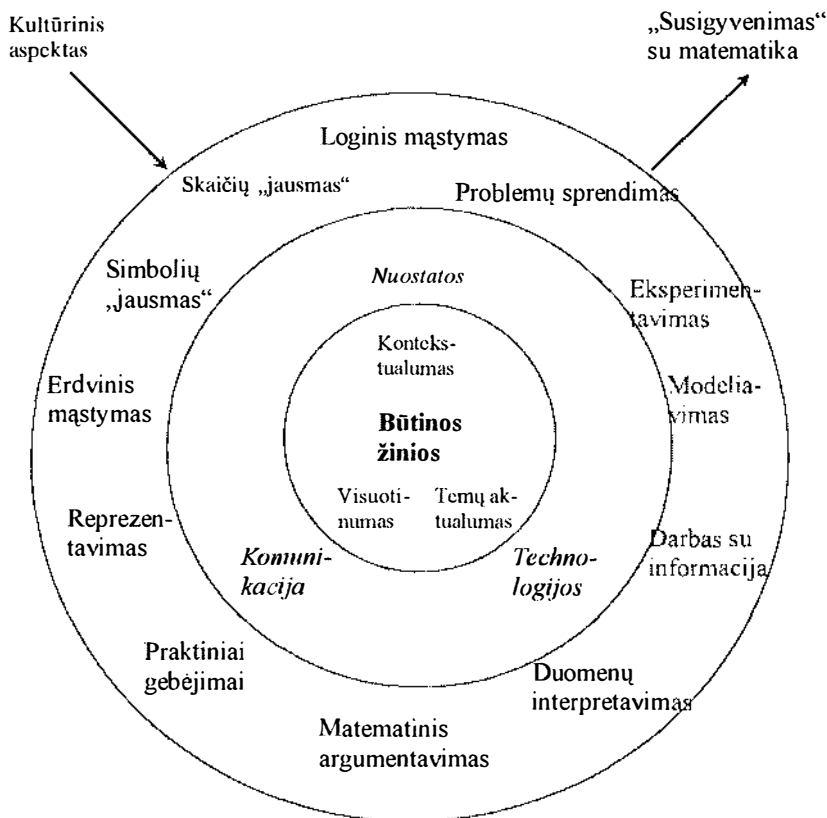 Kultūrinis
aspektas
„Susigyvenimas“
su matematika
Loginis mąstymas
Skaičių „jausmas“
Problemų sprendimas
Simbolių
„jausmas“
Nuostatos
Eksperimen-
tavimas
Konteks-
tualumas
Erdvinis
mąstymas
Modelia-
vimas
Būtinos
žinios
Visuoti-
numas
Temų ak-
tualumas
Reprezen-
tavimas
Darbas su
informacija
Komuni-
kacija
Techno-
logijos
Praktiniai
gebėjimai
Duomenų
interpretavimas
Matematinis
argumentavimas